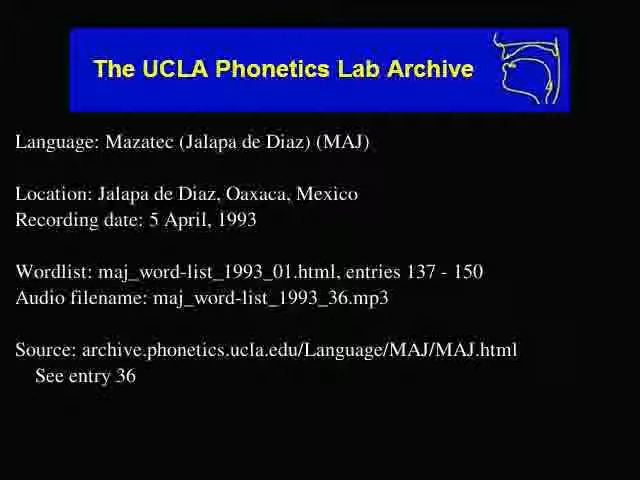 The UCLA Phonetics Lab Archive
Language: Mazatec (Jalapa de Diaz) (MAJ)
Location: Jalapa de Diaz, Oaxaca, Mexico
Recording date: 5 April, 1993
Wordlist: maj_word-list_1993_01.html, entries 137 - 150
Audio filename: maj_word-list_1993_36.mp3
Source: archive.phonetics.ucla.edu/Language/MAJ/MAJ.html
See entry 36